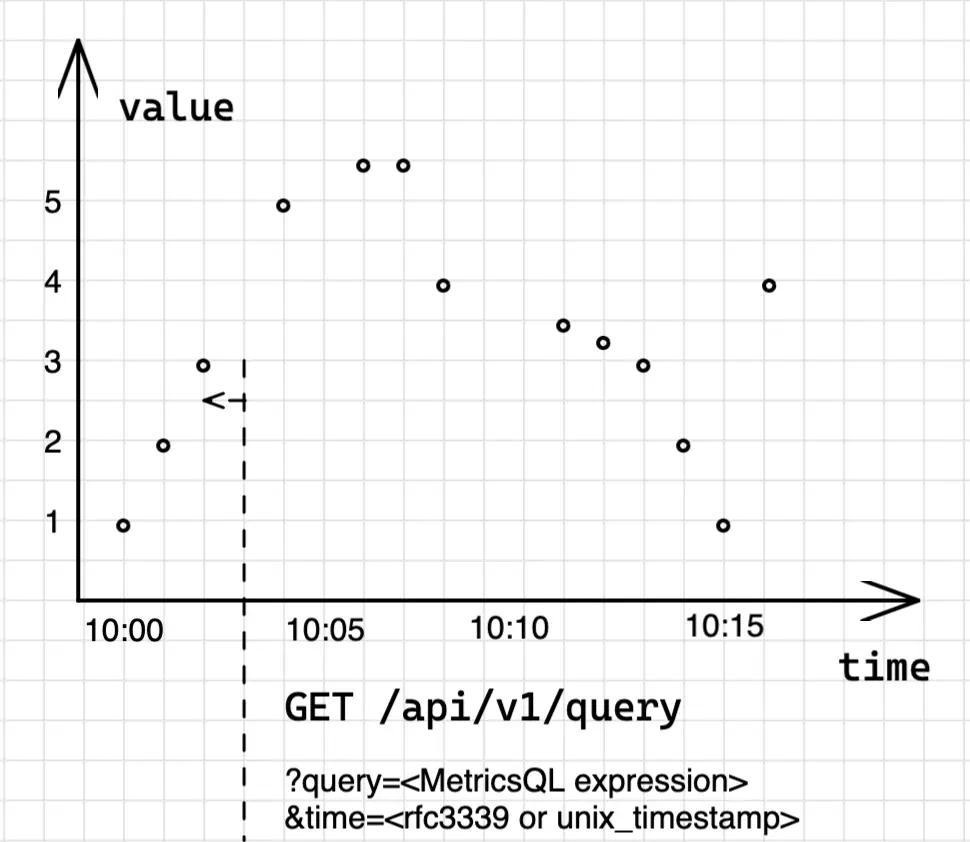 value
5
4
3
2
1
10:00
10:05
10:10
10:15
time
GET /api/v1/query
?query=<MetricsQL expression>
&time=<rfc3339 or unix_timestamp>